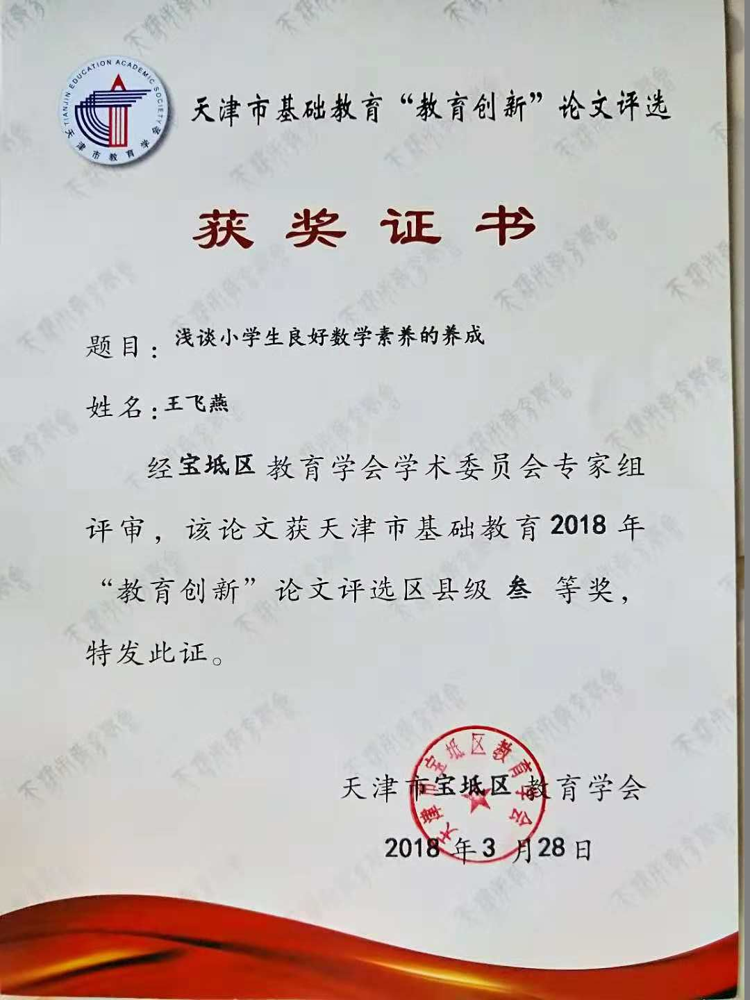 TIANJIN EDUCATION ACADEMIC SOCIETY
天津市教育学会
天津市基础教育“教育创新”论文评选
获奖证书
题目：浅谈小学生良好数学素养的养成
姓名：王飞燕
经宝坻区教育学会学术委员会专家组
评审，该论文获天津市基础教育2018年
“教育创新”论文评选区县级 叁 等奖，
特发此证。
天津市宝坻区教育学会
天津市宝坻区教育学会
2018年3月28日